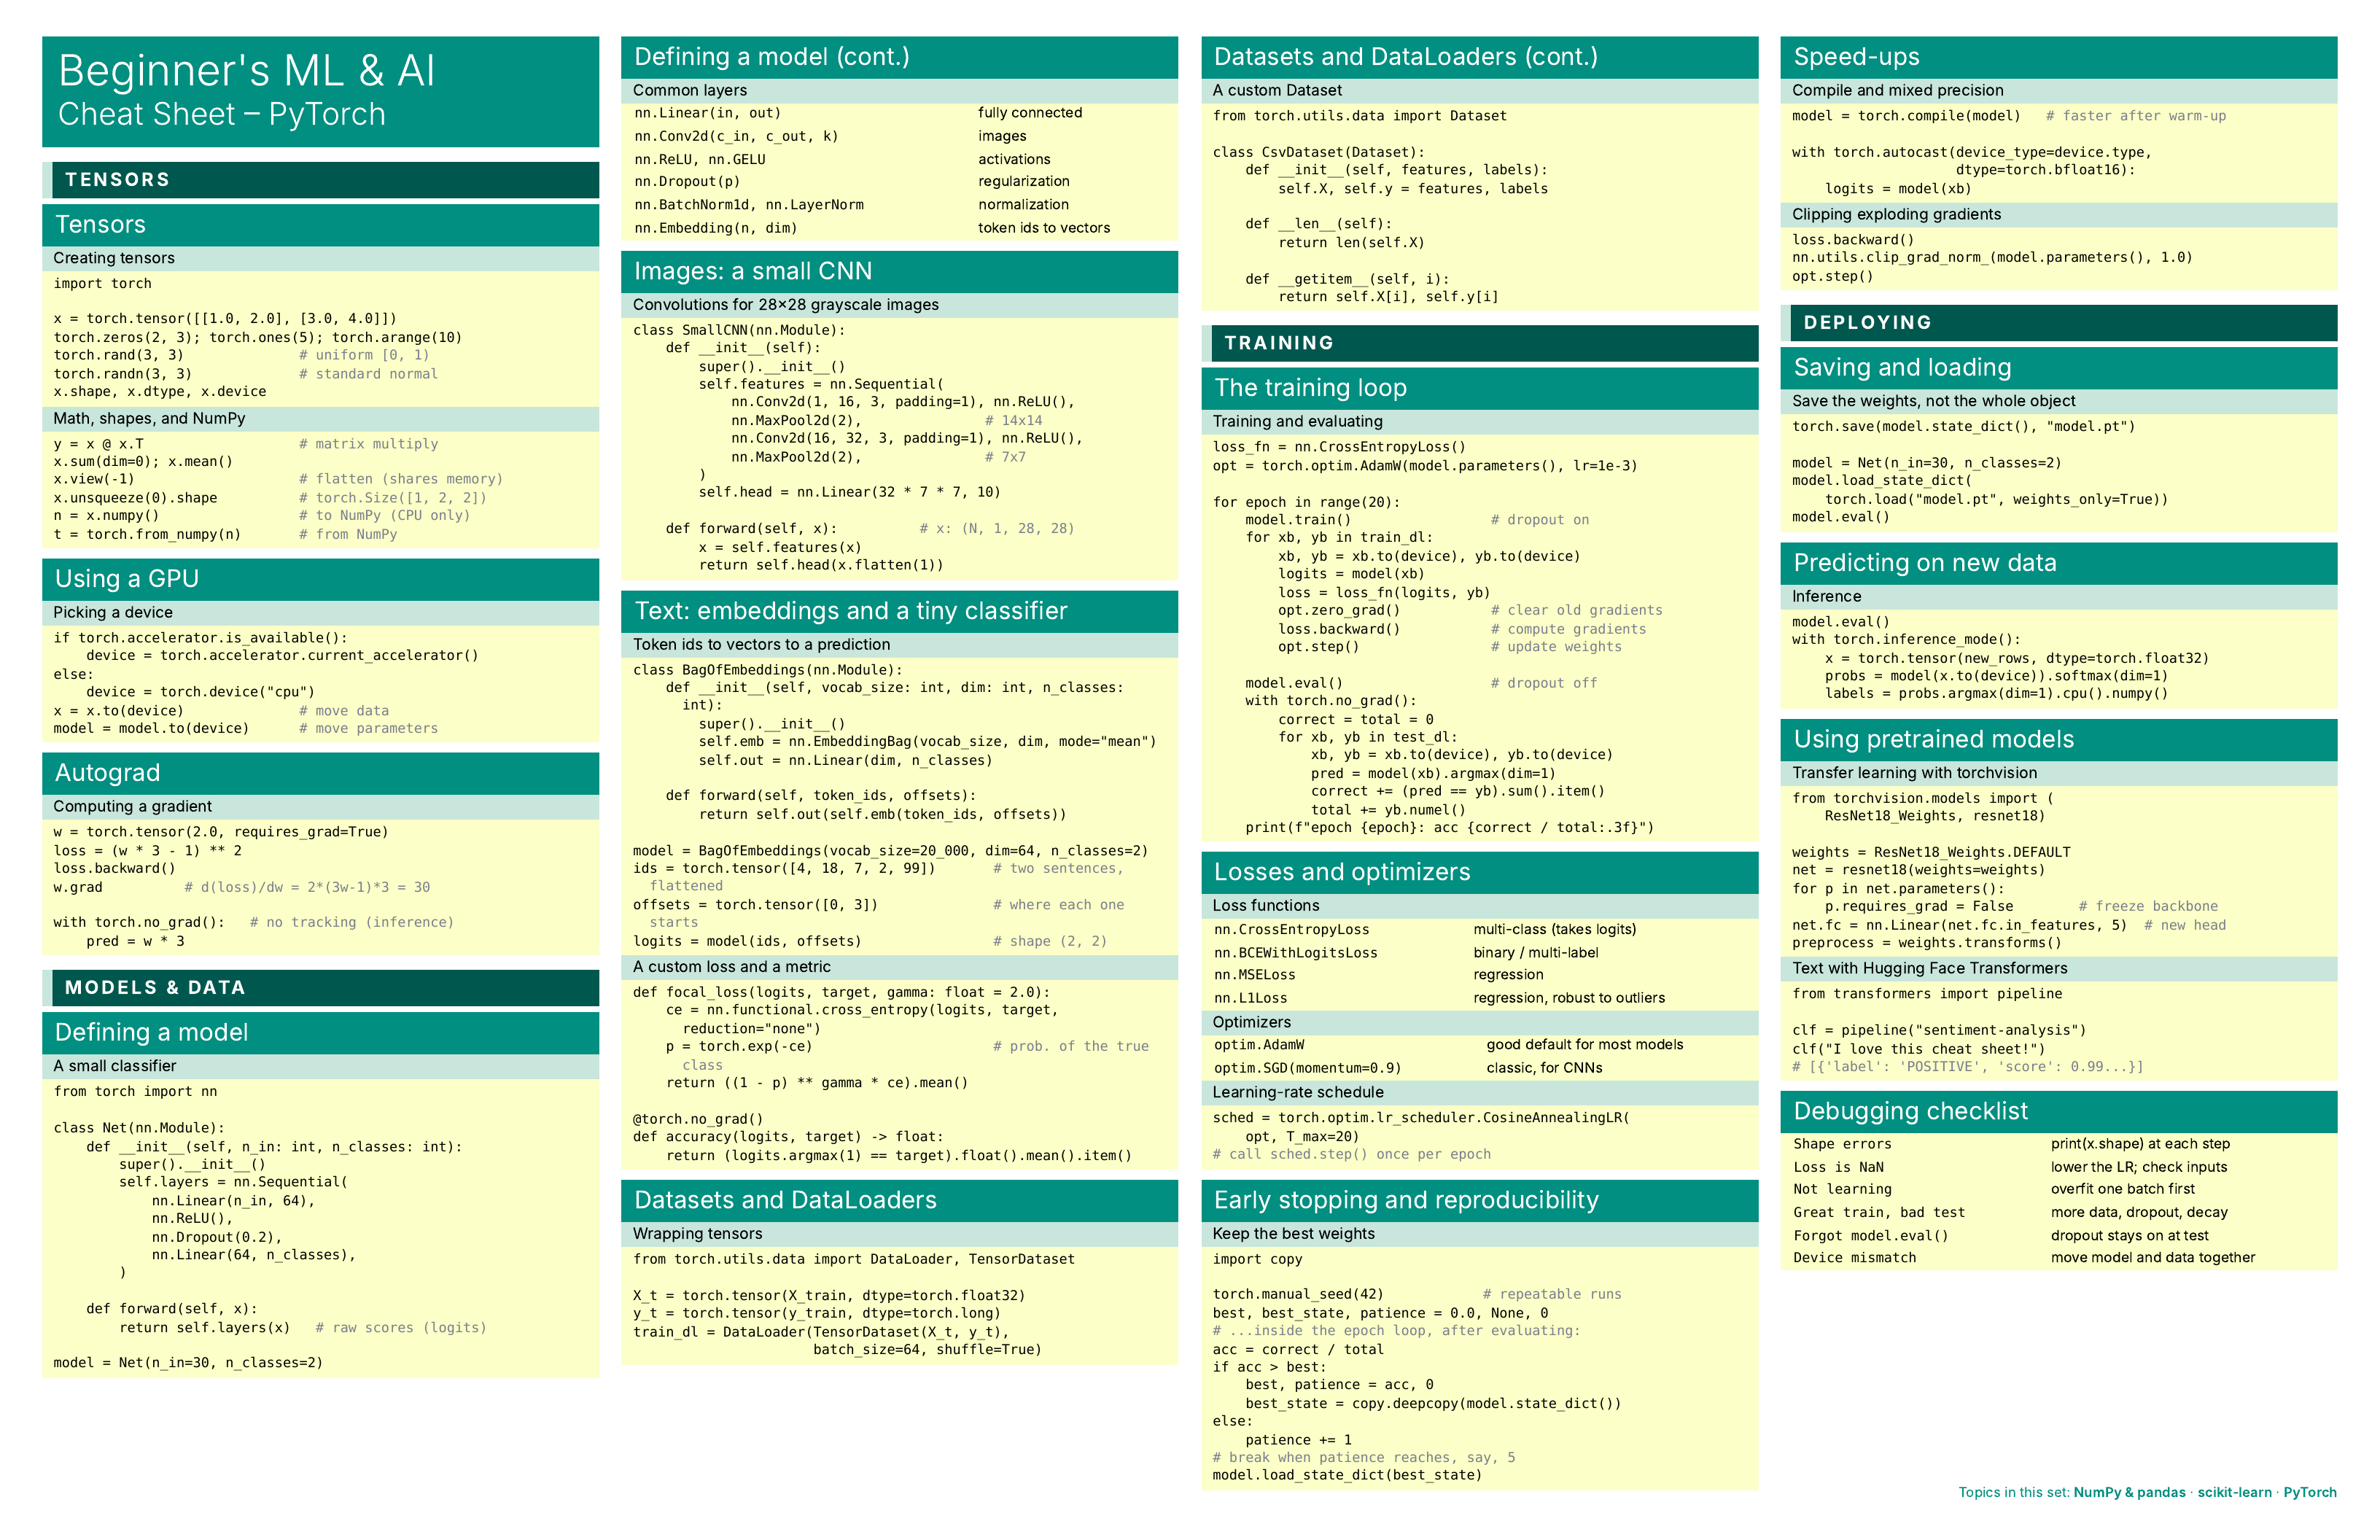 Beginner's ML & AI
Cheat Sheet – PyTorch
TENSORS
Tensors
Creating tensors
import torch

x = torch.tensor([[1.0, 2.0], [3.0, 4.0]])
torch.zeros(2, 3); torch.ones(5); torch.arange(10)
torch.rand(3, 3)              # uniform [0, 1)
torch.randn(3, 3)             # standard normal
x.shape, x.dtype, x.device
Math, shapes, and NumPy
y = x @ x.T                   # matrix multiply
x.sum(dim=0); x.mean()
x.view(-1)                    # flatten (shares memory)
x.unsqueeze(0).shape          # torch.Size([1, 2, 2])
n = x.numpy()                 # to NumPy (CPU only)
t = torch.from_numpy(n)       # from NumPy
Using a GPU
Picking a device
if torch.accelerator.is_available():
    device = torch.accelerator.current_accelerator()
else:
    device = torch.device("cpu")
x = x.to(device)              # move data
model = model.to(device)      # move parameters
Autograd
Computing a gradient
w = torch.tensor(2.0, requires_grad=True)
loss = (w * 3 - 1) ** 2
loss.backward()
w.grad          # d(loss)/dw = 2*(3w-1)*3 = 30

with torch.no_grad():   # no tracking (inference)
    pred = w * 3
MODELS & DATA
Defining a model
A small classifier
from torch import nn

class Net(nn.Module):
    def __init__(self, n_in: int, n_classes: int):
        super().__init__()
        self.layers = nn.Sequential(
            nn.Linear(n_in, 64),
            nn.ReLU(),
            nn.Dropout(0.2),
            nn.Linear(64, n_classes),
        )

    def forward(self, x):
        return self.layers(x)   # raw scores (logits)

model = Net(n_in=30, n_classes=2)
Defining a model (cont.)
Common layers
nn.Linear(in, out) fully connected
nn.Conv2d(c_in, c_out, k) images
nn.ReLU, nn.GELU activations
nn.Dropout(p) regularization
nn.BatchNorm1d, nn.LayerNorm normalization
nn.Embedding(n, dim) token ids to vectors
Images: a small CNN
Convolutions for 28×28 grayscale images
class SmallCNN(nn.Module):
    def __init__(self):
        super().__init__()
        self.features = nn.Sequential(
            nn.Conv2d(1, 16, 3, padding=1), nn.ReLU(),
            nn.MaxPool2d(2),               # 14x14
            nn.Conv2d(16, 32, 3, padding=1), nn.ReLU(),
            nn.MaxPool2d(2),               # 7x7
        )
        self.head = nn.Linear(32 * 7 * 7, 10)

    def forward(self, x):          # x: (N, 1, 28, 28)
        x = self.features(x)
        return self.head(x.flatten(1))
Text: embeddings and a tiny classifier
Token ids to vectors to a prediction
class BagOfEmbeddings(nn.Module):
    def __init__(self, vocab_size: int, dim: int, n_classes:
      int):
        super().__init__()
        self.emb = nn.EmbeddingBag(vocab_size, dim, mode="mean")
        self.out = nn.Linear(dim, n_classes)

    def forward(self, token_ids, offsets):
        return self.out(self.emb(token_ids, offsets))

model = BagOfEmbeddings(vocab_size=20_000, dim=64, n_classes=2)
ids = torch.tensor([4, 18, 7, 2, 99])       # two sentences,
  flattened
offsets = torch.tensor([0, 3])              # where each one
  starts
logits = model(ids, offsets)                # shape (2, 2)
A custom loss and a metric
def focal_loss(logits, target, gamma: float = 2.0):
    ce = nn.functional.cross_entropy(logits, target,
      reduction="none")
    p = torch.exp(-ce)                      # prob. of the true
      class
    return ((1 - p) ** gamma * ce).mean()

@torch.no_grad()
def accuracy(logits, target) -> float:
    return (logits.argmax(1) == target).float().mean().item()
Datasets and DataLoaders
Wrapping tensors
from torch.utils.data import DataLoader, TensorDataset

X_t = torch.tensor(X_train, dtype=torch.float32)
y_t = torch.tensor(y_train, dtype=torch.long)
train_dl = DataLoader(TensorDataset(X_t, y_t),
                      batch_size=64, shuffle=True)
Datasets and DataLoaders (cont.)
A custom Dataset
from torch.utils.data import Dataset

class CsvDataset(Dataset):
    def __init__(self, features, labels):
        self.X, self.y = features, labels

    def __len__(self):
        return len(self.X)

    def __getitem__(self, i):
        return self.X[i], self.y[i]
TRAINING
The training loop
Training and evaluating
loss_fn = nn.CrossEntropyLoss()
opt = torch.optim.AdamW(model.parameters(), lr=1e-3)

for epoch in range(20):
    model.train()                 # dropout on
    for xb, yb in train_dl:
        xb, yb = xb.to(device), yb.to(device)
        logits = model(xb)
        loss = loss_fn(logits, yb)
        opt.zero_grad()           # clear old gradients
        loss.backward()           # compute gradients
        opt.step()                # update weights

    model.eval()                  # dropout off
    with torch.no_grad():
        correct = total = 0
        for xb, yb in test_dl:
            xb, yb = xb.to(device), yb.to(device)
            pred = model(xb).argmax(dim=1)
            correct += (pred == yb).sum().item()
            total += yb.numel()
    print(f"epoch {epoch}: acc {correct / total:.3f}")
Losses and optimizers
Loss functions
nn.CrossEntropyLoss multi-class (takes logits)
nn.BCEWithLogitsLoss binary / multi-label
nn.MSELoss regression
nn.L1Loss regression, robust to outliers
Optimizers
optim.AdamW good default for most models
optim.SGD(momentum=0.9) classic, for CNNs
Learning-rate schedule
sched = torch.optim.lr_scheduler.CosineAnnealingLR(
    opt, T_max=20)
# call sched.step() once per epoch
Early stopping and reproducibility
Keep the best weights
import copy

torch.manual_seed(42)            # repeatable runs
best, best_state, patience = 0.0, None, 0
# ...inside the epoch loop, after evaluating:
acc = correct / total
if acc > best:
    best, patience = acc, 0
    best_state = copy.deepcopy(model.state_dict())
else:
    patience += 1
# break when patience reaches, say, 5
model.load_state_dict(best_state)
Speed-ups
Compile and mixed precision
model = torch.compile(model)   # faster after warm-up

with torch.autocast(device_type=device.type,
                    dtype=torch.bfloat16):
    logits = model(xb)
Clipping exploding gradients
loss.backward()
nn.utils.clip_grad_norm_(model.parameters(), 1.0)
opt.step()
DEPLOYING
Saving and loading
Save the weights, not the whole object
torch.save(model.state_dict(), "model.pt")

model = Net(n_in=30, n_classes=2)
model.load_state_dict(
    torch.load("model.pt", weights_only=True))
model.eval()
Predicting on new data
Inference
model.eval()
with torch.inference_mode():
    x = torch.tensor(new_rows, dtype=torch.float32)
    probs = model(x.to(device)).softmax(dim=1)
    labels = probs.argmax(dim=1).cpu().numpy()
Using pretrained models
Transfer learning with torchvision
from torchvision.models import (
    ResNet18_Weights, resnet18)

weights = ResNet18_Weights.DEFAULT
net = resnet18(weights=weights)
for p in net.parameters():
    p.requires_grad = False        # freeze backbone
net.fc = nn.Linear(net.fc.in_features, 5)  # new head
preprocess = weights.transforms()
Text with Hugging Face Transformers
from transformers import pipeline

clf = pipeline("sentiment-analysis")
clf("I love this cheat sheet!")
# [{'label': 'POSITIVE', 'score': 0.99...}]
Debugging checklist
Shape errors print(x.shape) at each step
Loss is NaN lower the LR; check inputs
Not learning overfit one batch first
Great train, bad test more data, dropout, decay
Forgot model.eval() dropout stays on at test
Device mismatch move model and data together
Topics in this set: NumPy & pandas · scikit-learn · PyTorch